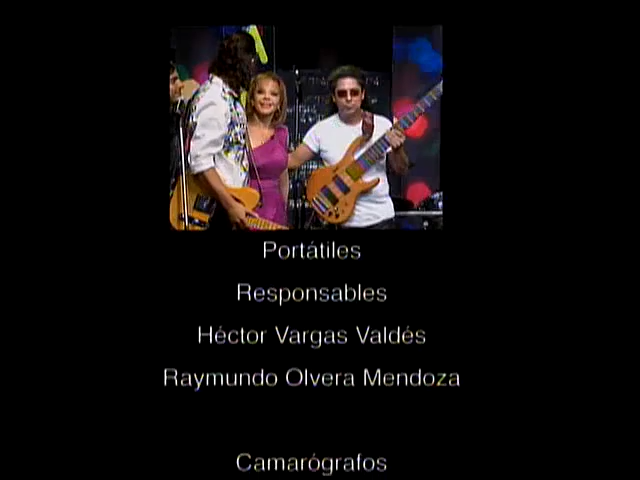 Portátiles
Responsables
Héctor Vargas Valdés
Raymundo Olvera Mendoza
Camarógrafos